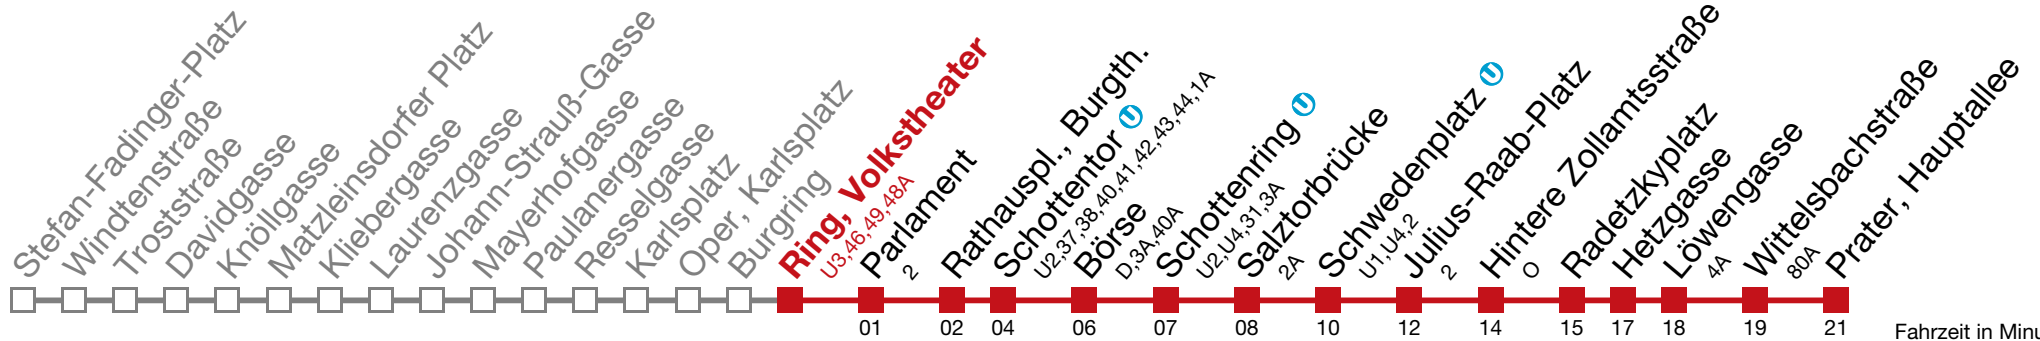 Stefan-Fadinger-Platz
Windtenstraße
Troststraße
Davidgasse
Knöllgasse
Matzleinsdorfer Platz
Kliebergasse
Laurenzgasse
Johann-Strauß-Gasse
Mayerhofgasse
Paulanergasse
Resselgasse
Karlsplatz
Oper, Karlsplatz
Burgring
Ring, Volkstheater
U3,46,49,48A
Parlament
2
Rathauspl., Burgth.
Schottentor U
U2,37,38,40,41,42,43,44,1A
Börse
D,3A,40A
Schottenring U
U2,U4,31,3A
Salztorbrücke
2A
Schwedenplatz U
U1,U4,2
Julius-Raab-Platz
2
Hintere Zollamtsstraße
O
Radetzkyplatz
Hetzgasse
Löwengasse
4A
Wittelsbachstraße
80A
Prater, Hauptallee
01 02 04 06 07 08 10 12 14 15 17 18 19 21
Fahrzeit in Minu